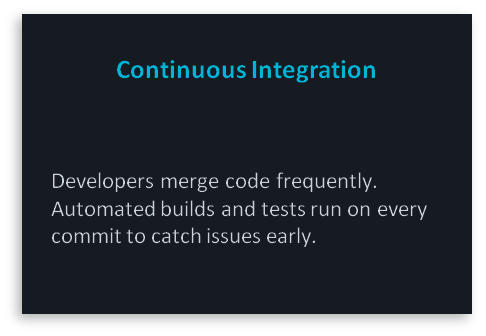 Continuous Integration
Developers merge code frequently.
Automated builds and tests run on every
commit to catch issues early.